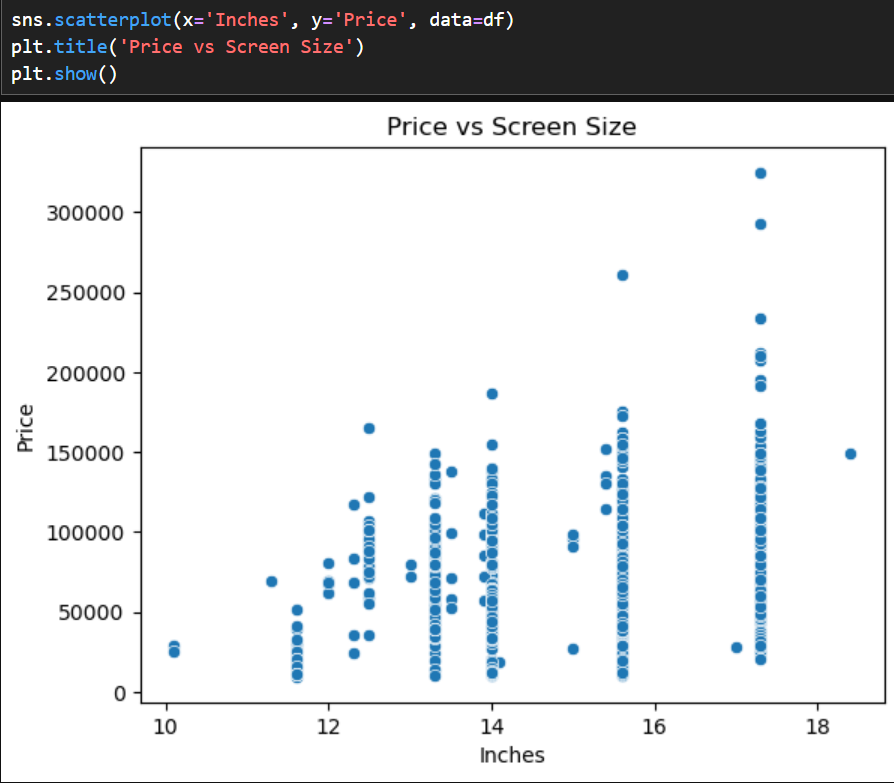 sns.scatterplot(x='Inches', y='Price', data=df)
plt.title('Price vs Screen Size')
plt.show()
Price vs Screen Size
300000
250000
200000
150000
100000
50000
0
Price
10 12 14 16 18
Inches